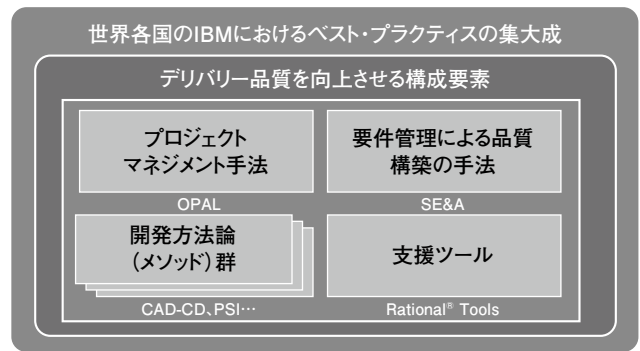 世界各国のIBMにおけるベスト・プラクティスの集大成
デリバリー品質を向上させる構成要素
プロジェクト
マネジメント手法
OPAL
要件管理による品質
構築の手法
SE&A
開発方法論
(メソッド)群
CAD-CD、PSI…
支援ツール
Rational® Tools